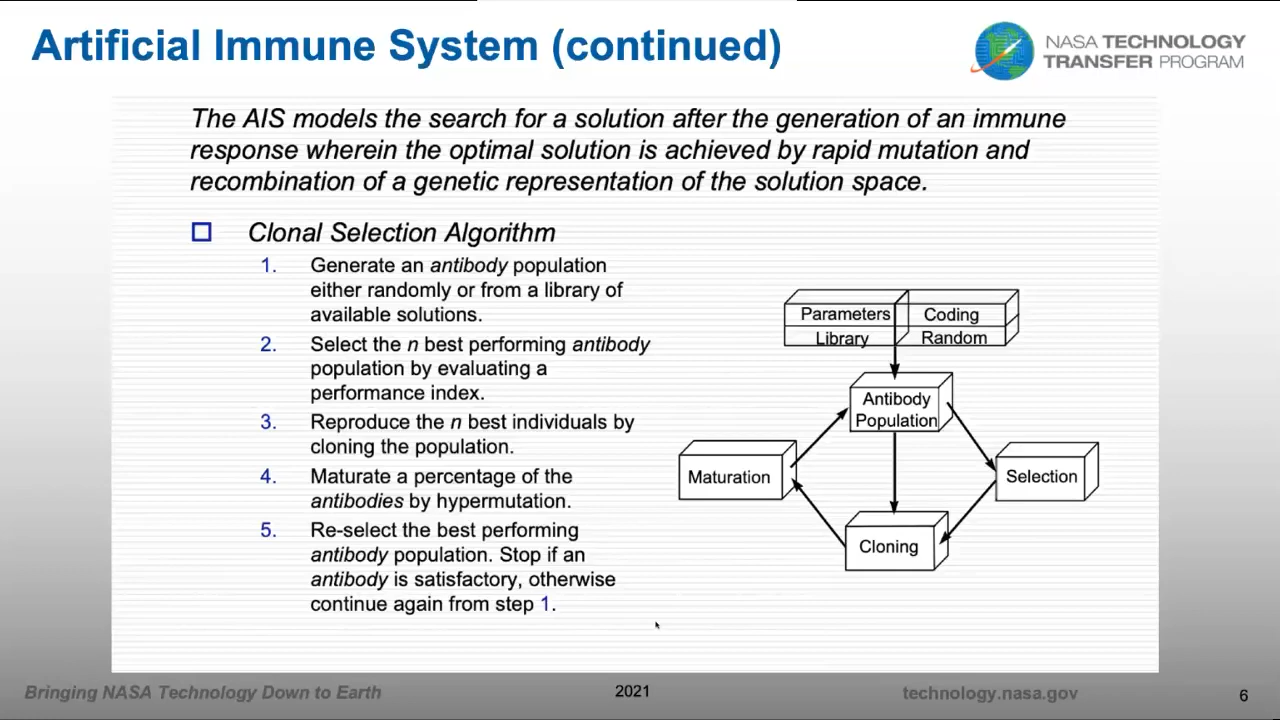 Artificial Immune System (continued)
NASA TECHNOLOGY
TRANSFER PROGRAM
The AIS models the search for a solution after the generation of an immune
response wherein the optimal solution is achieved by rapid mutation and
recombination of a genetic representation of the solution space.
Clonal Selection Algorithm
1. Generate an antibody population
either randomly or from a library of
available solutions.
2. Select the n best performing antibody
population by evaluating a
performance index.
3. Reproduce the n best individuals by
cloning the population.
4. Maturate a percentage of the
antibodies by hypermutation.
5. Re-select the best performing
antibody population. Stop if an
antibody is satisfactory, otherwise
continue again from step 1.
Parameters Coding
Library Random
Antibody
Population
Maturation
Selection
Cloning
Bringing NASA Technology Down to Earth
2021
technology.nasa.gov
6